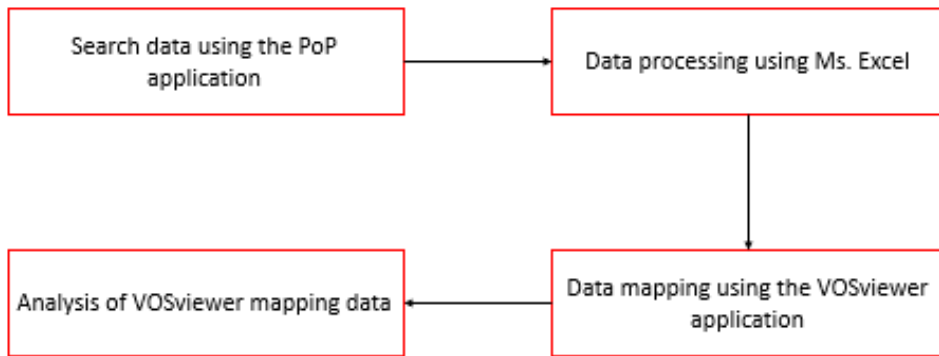 Search data using the PoP
application
Data processing using Ms. Excel
Data mapping using the VOSviewer
application
Analysis of VOSviewer mapping data